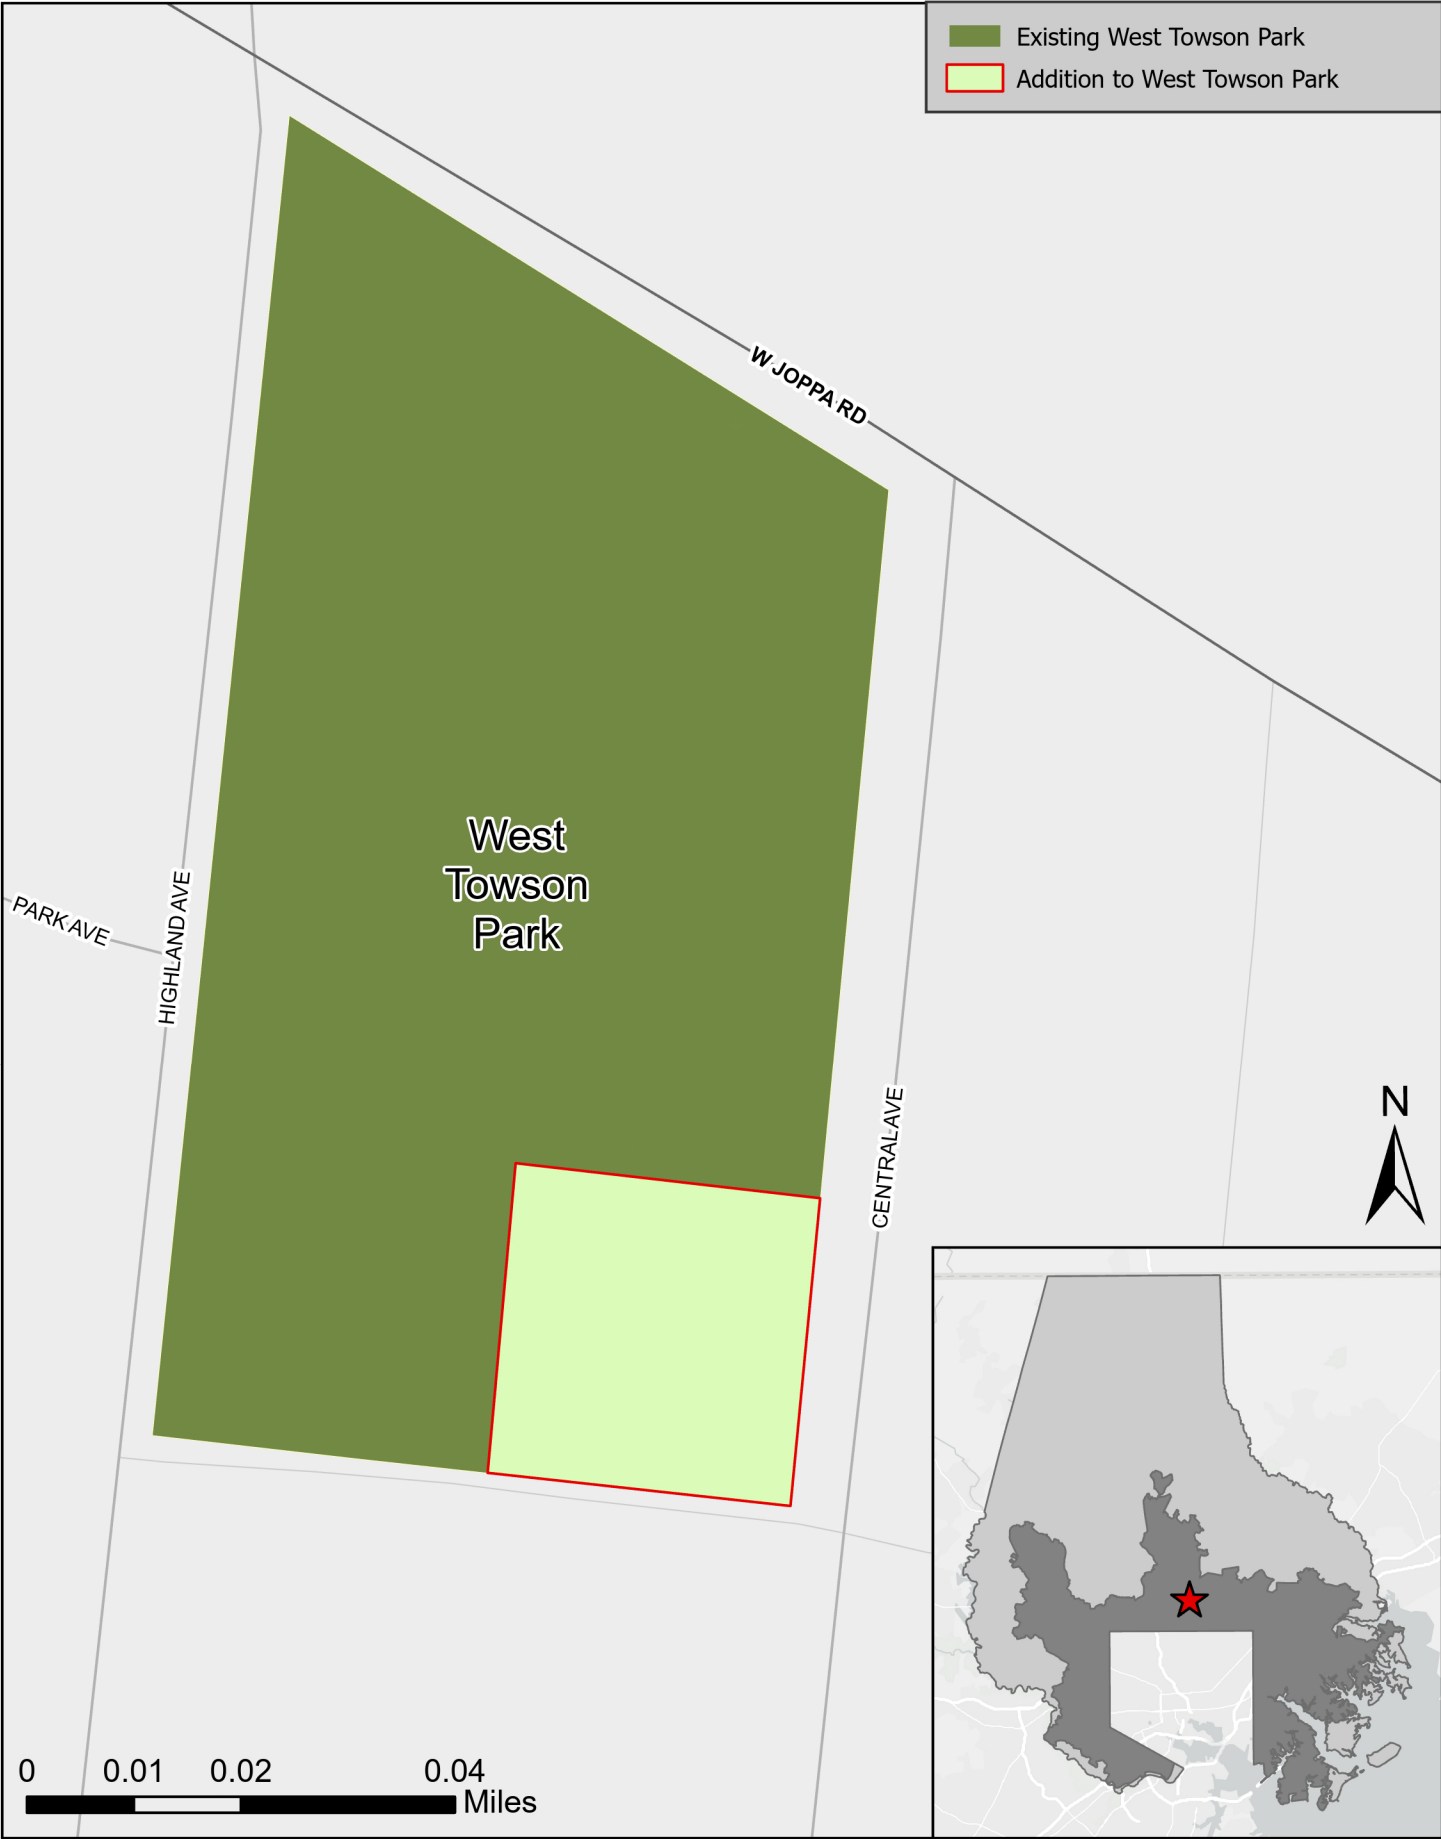 Existing West Towson Park
Addition to West Towson Park
W JOPPA RD
West
Towson
Park
PARK AVE
HIGHLAND AVE
CENTRAL AVE
N
0 0.01 0.02 0.04
Miles